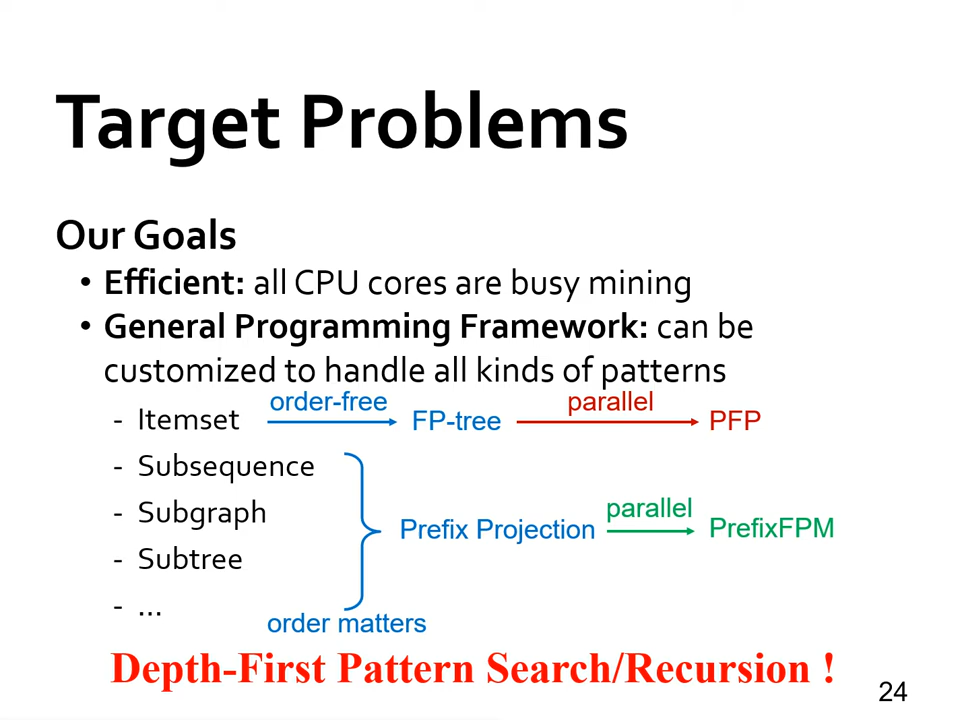 Target Problems
Our Goals
• Efficient: all CPU cores are busy mining
• General Programming Framework: can be
customized to handle all kinds of patterns
- Itemset order-free FP-tree parallel PFP
- Subsequence
- Subgraph
Prefix Projection parallel PrefixFPM
- Subtree
- ...
order matters
Depth-First Pattern Search/Recursion !
24